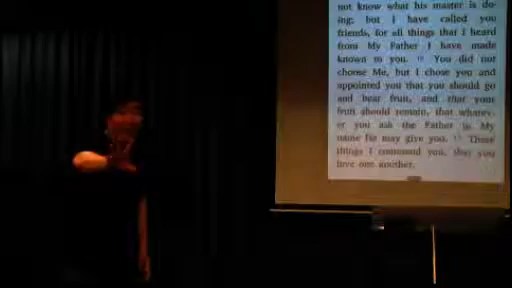 not know what his master is do-
ing; but I have called you
friends, for all things that I heard
from My Father I have made
known to you. 16 You did not
choose Me, but I chose you and
appointed you that you should go
and bear fruit, and that your
fruit should remain, that whatev-
er you ask the Father in My
name He may give you. 17 These
things I command you, that you
love one another.